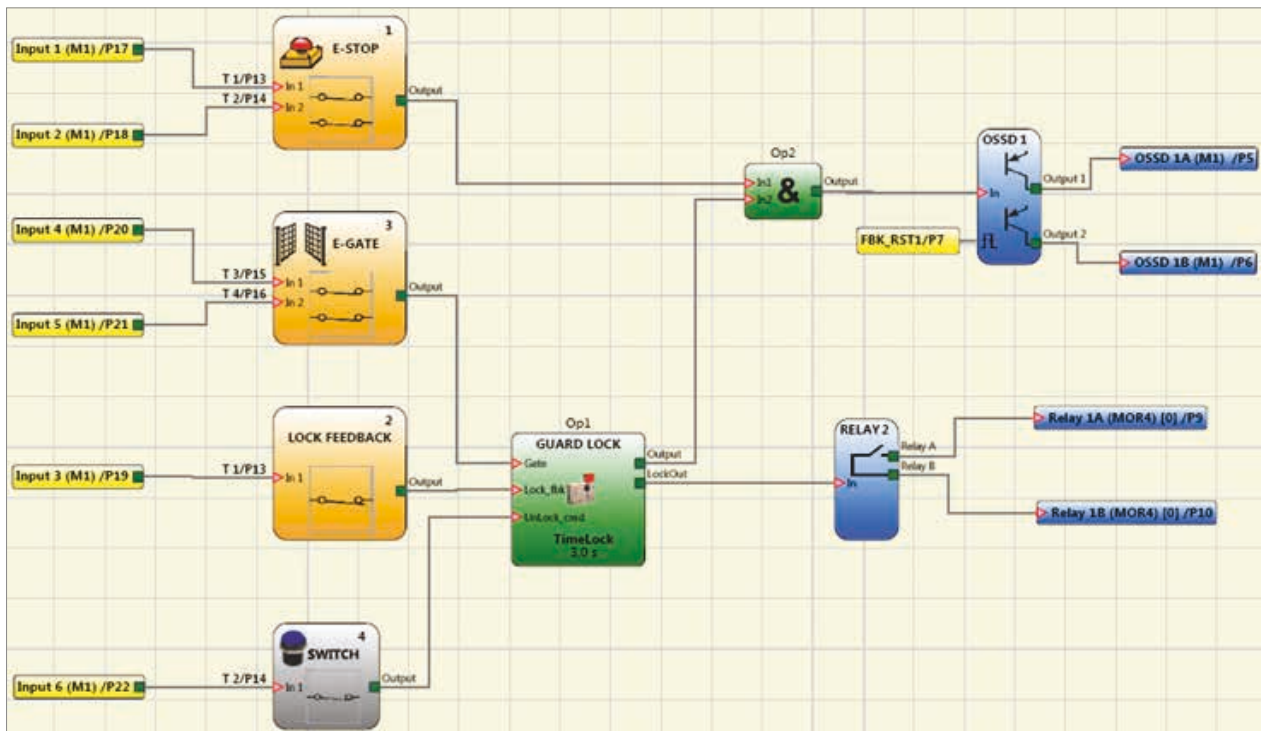 1
E-STOP
Input 1 (M1) /P17
T 1/P13
In 1
T 2/P14
In 2
Output
Input 2 (M1) /P18
3
E-GATE
Input 4 (M1) /P20
T 3/P15
In 1
T 4/P16
In 2
Output
Input 5 (M1) /P21
2
LOCK FEEDBACK
Input 3 (M1) /P19
T 1/P13
In 1
Output
4
SWITCH
Input 6 (M1) /P22
T 2/P14
In 1
Output
Op1
GUARD LOCK
Gate
Output
LockOut
Lock_fbk
UnLock_cmd
TimeLock
3.0 s
Op2
In1
In2
&
Output
OSSD 1
In
Output 1
OSSD 1A (M1) /P5
FBK_RST1/P7
Output 2
OSSD 1B (M1) /P6
RELAY 2
Relay A
Relay B
In
Relay 1A (MOR4) [0] /P9
Relay 1B (MOR4) [0] /P10